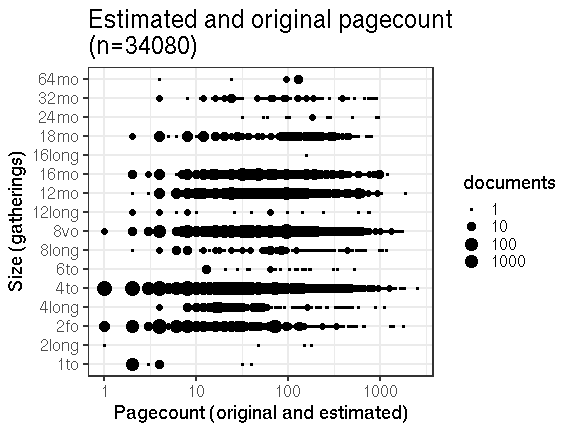 Estimated and original pagecount
(n=34080)
Size (gatherings)
64mo
32mo
24mo
18mo
16long
16mo
12mo
12long
8vo
8long
6to
4to
4long
2fo
2long
1to
1 10 100 1000
Pagecount (original and estimated)
documents
1
10
100
1000